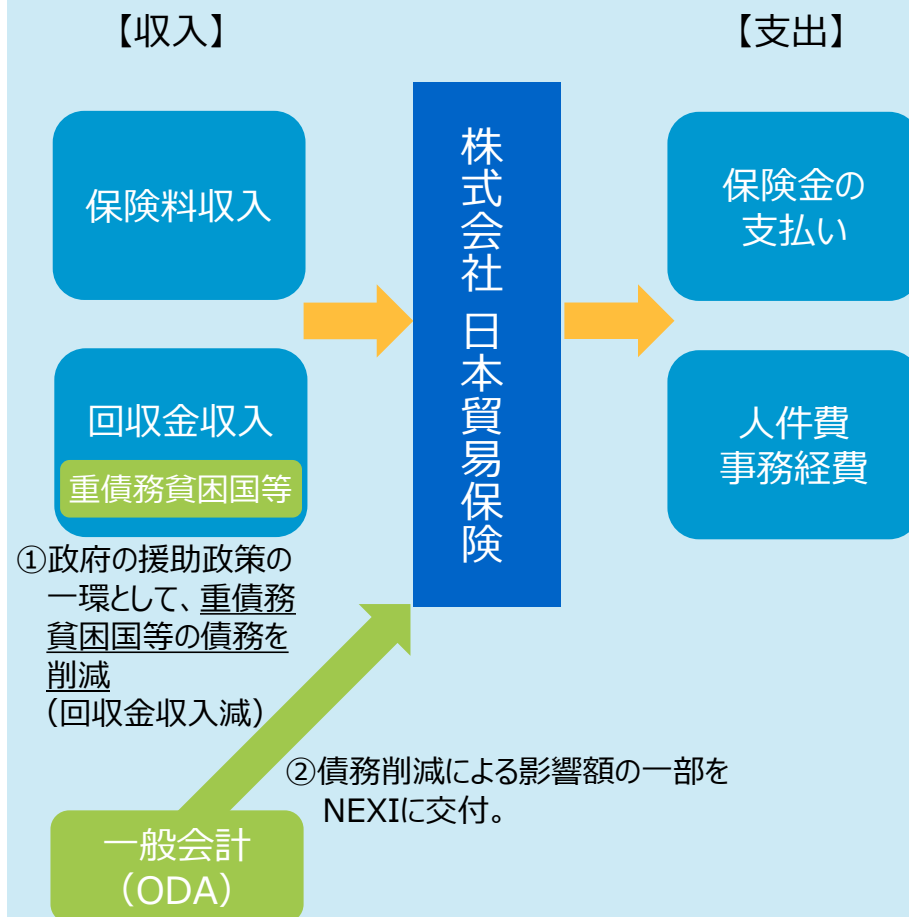 【収入】
【支出】
保険料収入
回収金収入
重債務貧困国等
①政府の援助政策の
一環として、重債務
貧困国等の債務を
削減
（回収金収入減）
株式会社 日本貿易保険
保険金の
支払い
人件費
事務経費
②債務削減による影響額の一部を
NEXIに交付。
一般会計
（ODA）